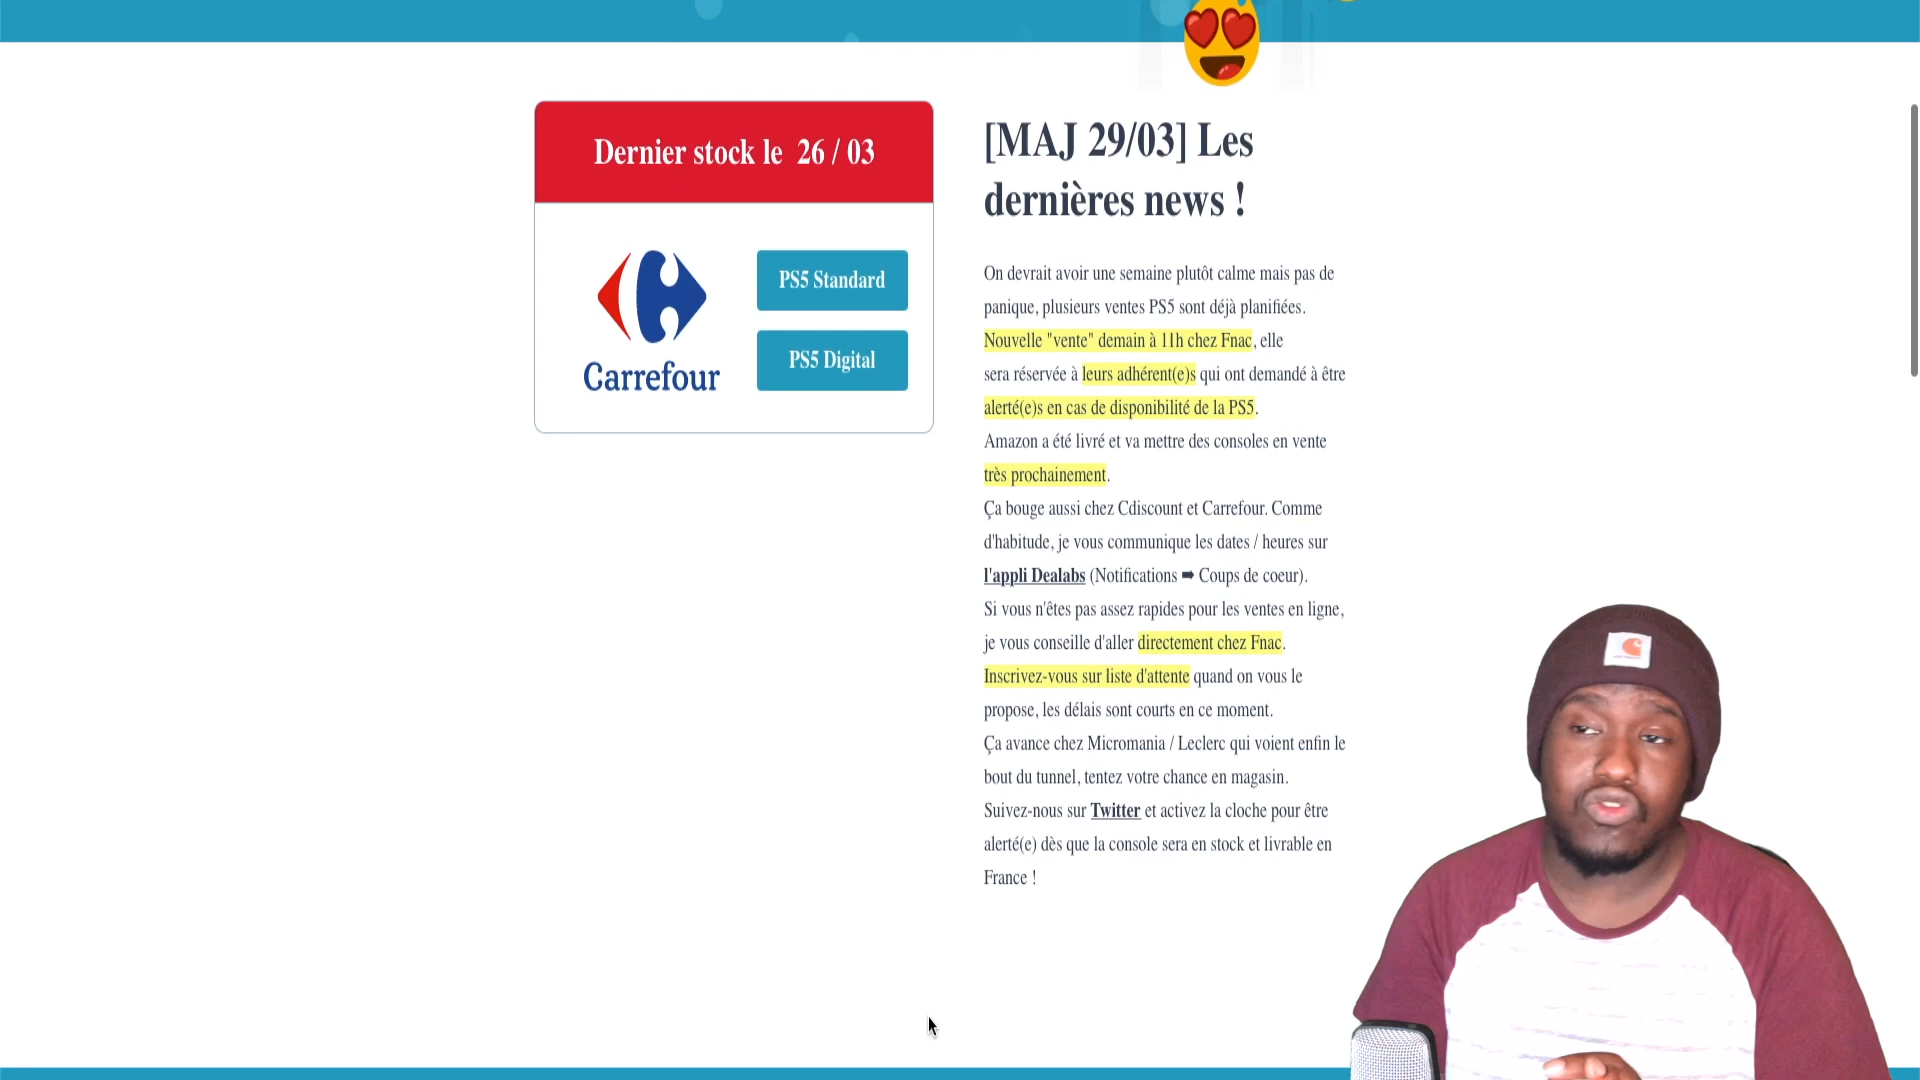 Dernier stock le 26 / 03
Carrefour
PS5 Standard
PS5 Digital
[MAJ 29/03] Les
dernières news !
On devrait avoir une semaine plutôt calme mais pas de
panique, plusieurs ventes PS5 sont déjà planifiées.
Nouvelle "vente" demain à 11h chez Fnac, elle
sera réservée à leurs adhérent(e)s qui ont demandé à être
alerté(e)s en cas de disponibilité de la PS5.
Amazon a été livré et va mettre des consoles en vente
très prochainement.
Ça bouge aussi chez Cdiscount et Carrefour. Comme
d'habitude, je vous communique les dates / heures sur
l'appli Dealabs (Notifications ➡ Coups de coeur).
Si vous n'êtes pas assez rapides pour les ventes en ligne,
je vous conseille d'aller directement chez Fnac.
Inscrivez-vous sur liste d'attente quand on vous le
propose, les délais sont courts en ce moment.
Ça avance chez Micromania / Leclerc qui voient enfin le
bout du tunnel, tentez votre chance en magasin.
Suivez-nous sur Twitter et activez la cloche pour être
alerté(e) dès que la console sera en stock et livrable en
France !